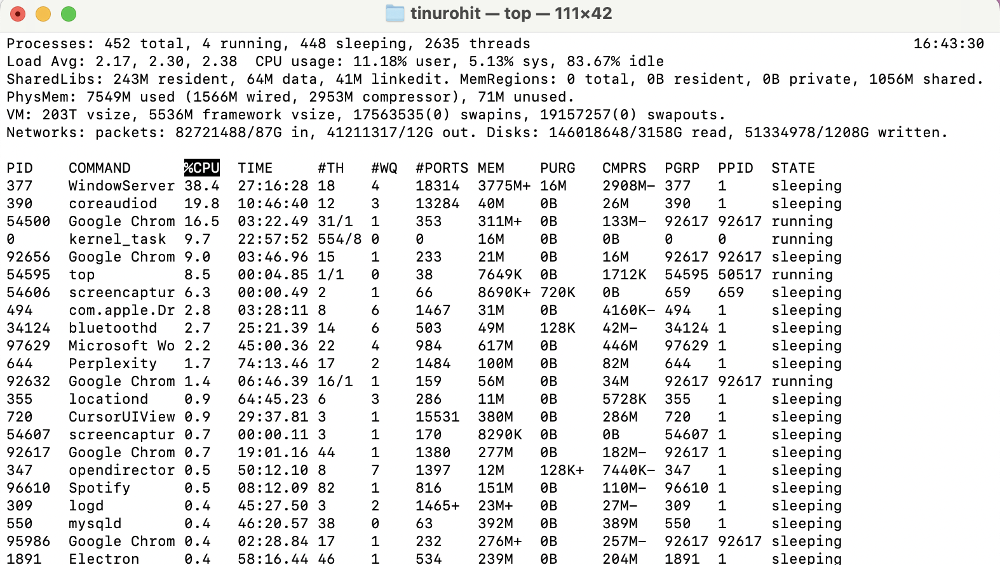 tinurohit — top — 111×42
Processes: 452 total, 4 running, 448 sleeping, 2635 threads 16:43:30
Load Avg: 2.17, 2.30, 2.38  CPU usage: 11.18% user, 5.13% sys, 83.67% idle
SharedLibs: 243M resident, 64M data, 41M linkedit. MemRegions: 0 total, 0B resident, 0B private, 1056M shared.
PhysMem: 7549M used (1566M wired, 2953M compressor), 71M unused.
VM: 203T vsize, 5536M framework vsize, 17563535(0) swapins, 19157257(0) swapouts.
Networks: packets: 82721488/87G in, 41211317/12G out. Disks: 146018648/3158G read, 51334978/1208G written.
PID    COMMAND      %CPU  TIME     #TH   #WQ  #PORTS MEM    PURG   CMPRS  PGRP  PPID  STATE
377    WindowServer 38.4  27:16:28 18    4    18314  3775M+ 16M    2908M- 377   1     sleeping
390    coreaudiod   19.8  10:46:40 12    3    13284  40M    0B     26M    390   1     sleeping
54500  Google Chrom 16.5  03:22.49 31/1  1    353    311M+  0B     133M-  92617 92617 running
0      kernel_task  9.7   22:57:52 554/8 0    0      16M    0B     0B     0     0     running
92656  Google Chrom 9.0   03:46.96 15    1    233    21M    0B     16M    92617 92617 sleeping
54595  top          8.5   00:04.85 1/1   0    38     7649K  0B     1712K  54595 50517 running
54606  screencaptur 6.3   00:00.49 2     1    66     8690K+ 720K   0B     659   659   sleeping
494    com.apple.Dr 2.8   03:28:11 8     6    1467   31M    0B     4160K- 494   1     sleeping
34124  bluetoothd   2.7   25:21.39 14    6    503    49M    128K   42M-   34124 1     sleeping
97629  Microsoft Wo 2.2   45:00.36 22    4    984    617M   0B     446M   97629 1     sleeping
644    Perplexity   1.7   74:13.46 17    2    1484   100M   0B     82M    644   1     sleeping
92632  Google Chrom 1.4   06:46.39 16/1  1    159    56M    0B     34M    92617 92617 running
355    locationd    0.9   64:45.23 6     3    286    11M    0B     5728K  355   1     sleeping
720    CursorUIView 0.9   29:37.81 3     1    15531  380M   0B     286M   720   1     sleeping
54607  screencaptur 0.7   00:00.11 3     1    170    8290K  0B     0B     54607 1     sleeping
92617  Google Chrom 0.7   19:01.16 44    1    1380   277M   0B     182M-  92617 1     sleeping
347    opendirector 0.5   50:12.10 8     7    1397   12M    128K+  7440K- 347   1     sleeping
96610  Spotify      0.5   08:12.09 82    1    816    151M   0B     110M-  96610 1     sleeping
309    logd         0.4   45:27.50 3     2    1465+  23M+   0B     27M-   309   1     sleeping
550    mysqld       0.4   46:20.57 38    0    63     392M   0B     389M   550   1     sleeping
95986  Google Chrom 0.4   02:28.84 17    1    232    276M+  0B     257M-  92617 92617 sleeping
1891   Electron     0.4   58:16.44 46    1    534    239M   0B     204M   1891  1     sleeping